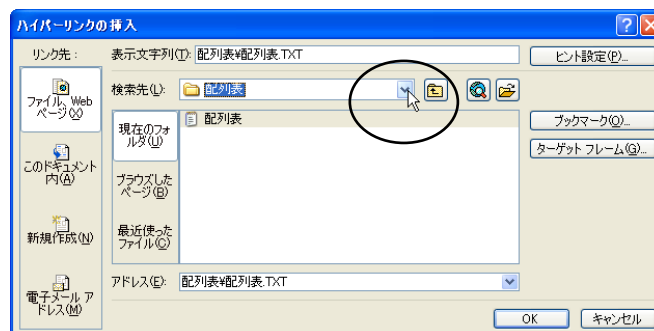 ハイパーリンクの挿入
リンク先：
表示文字列(T): 配列表¥配列表.TXT
ヒント設定(P)...
ファイル、Web
ページ(X)
検索先(L): 配列表
現在のフォ
ルダ(U)
配列表
ブックマーク(O)...
ターゲット フレーム(G)...
このドキュメント
内(A)
ブラウズした
ページ(B)
新規作成(N)
最近使った
ファイル(C)
電子メール ア
ドレス(M)
アドレス(E): 配列表¥配列表.TXT
OK
キャンセル